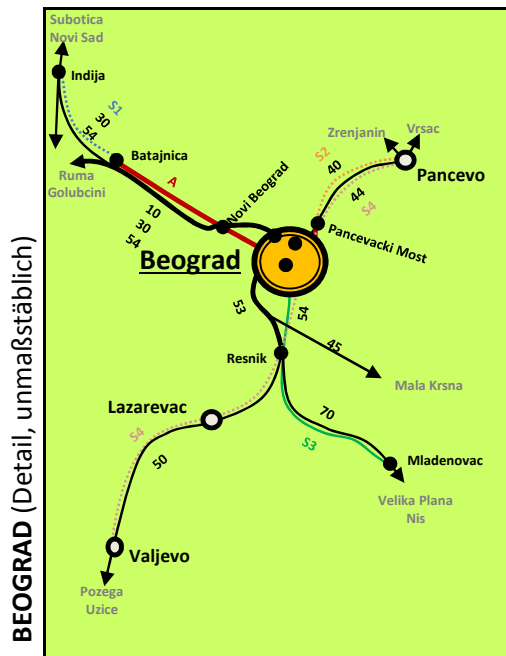 Subotica
Novi Sad
Indija
S1
30
54
Batajnica
Ruma
Golubcini
A
10
30
54
Novi Beograd
Zrenjanin
Vrsac
S2
40
Pancevo
44
S4
Pancevacki Most
Beograd
53
54
45
Resnik
Mala Krsna
Lazarevac
S4
50
70
S3
Mladenovac
Velika Plana
Nis
Valjevo
Pozega
Uzice
BEOGRAD (Detail, unmaßstäblich)